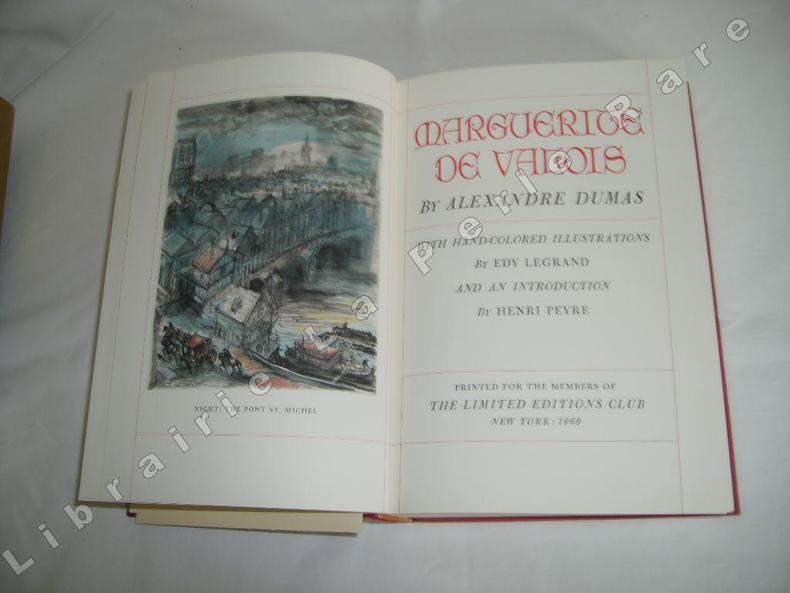 NIGHT: THE PONT ST. MICHEL
MARGUERITE
DE VALOIS
BY ALEXANDRE DUMAS
WITH HAND-COLORED ILLUSTRATIONS
BY EDY LEGRAND
AND AN INTRODUCTION
BY HENRI PEYRE
PRINTED FOR THE MEMBERS OF
THE LIMITED EDITIONS CLUB
NEW YORK : 1969
Librairie La Perle Rare